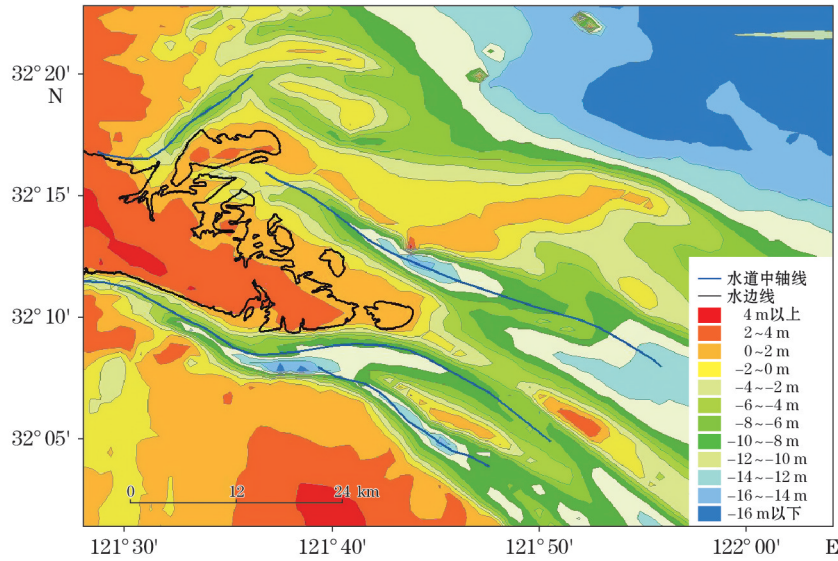 32° 20'
N
32° 15'
32° 10'
32° 05'
水道中轴线
水边线
4 m以上
2~4 m
0~2 m
-2~0 m
-4~-2 m
-6~-4 m
-8~-6 m
-10~-8 m
-12~-10 m
-14~-12 m
-16~-14 m
-16 m以下
0 12 24 km
121° 30' 121° 40' 121° 50' 122° 00' E